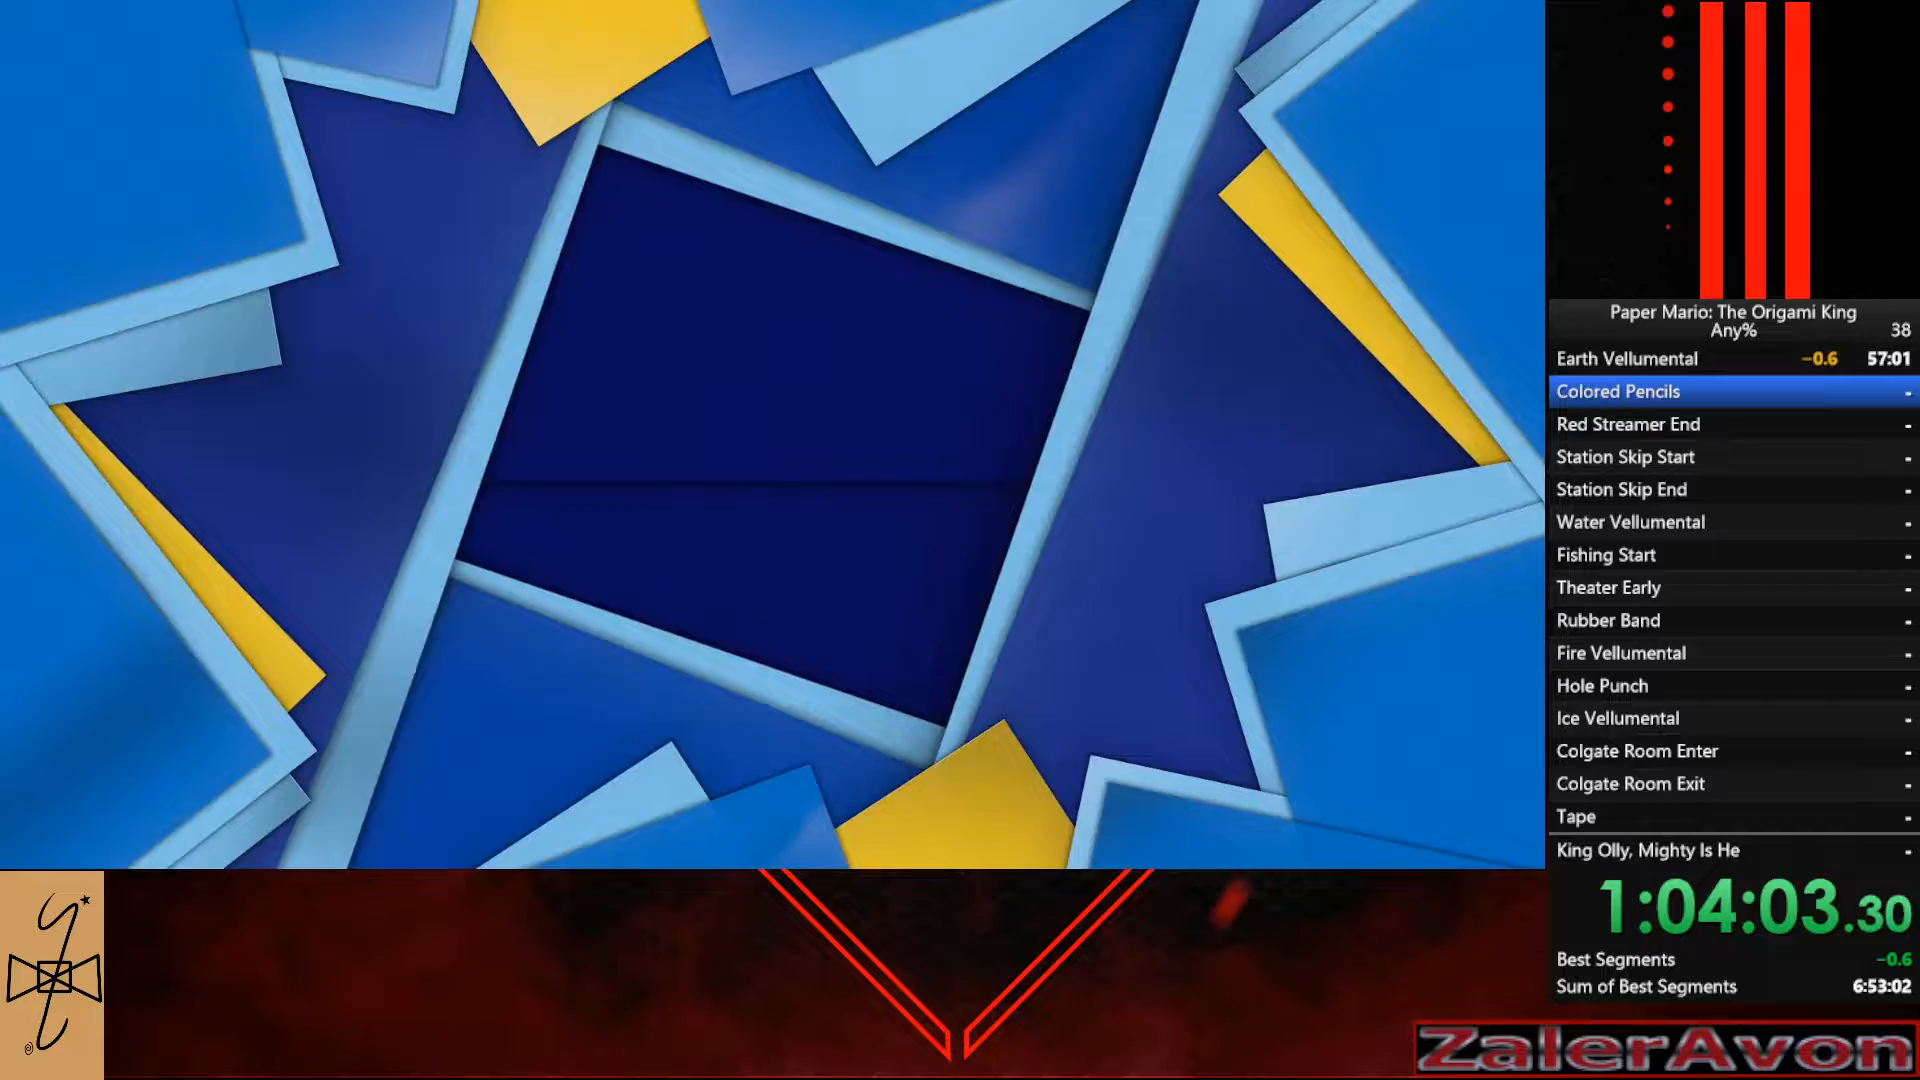 Paper Mario: The Origami King
Any% 38
Earth Vellumental -0.6 57:01
Colored Pencils -
Red Streamer End -
Station Skip Start -
Station Skip End -
Water Vellumental -
Fishing Start -
Theater Early -
Rubber Band -
Fire Vellumental -
Hole Punch -
Ice Vellumental -
Colgate Room Enter -
Colgate Room Exit -
Tape -
King Olly, Mighty Is He -
1:04:03.30
Best Segments -0.6
Sum of Best Segments 6:53:02
ZalerAvon